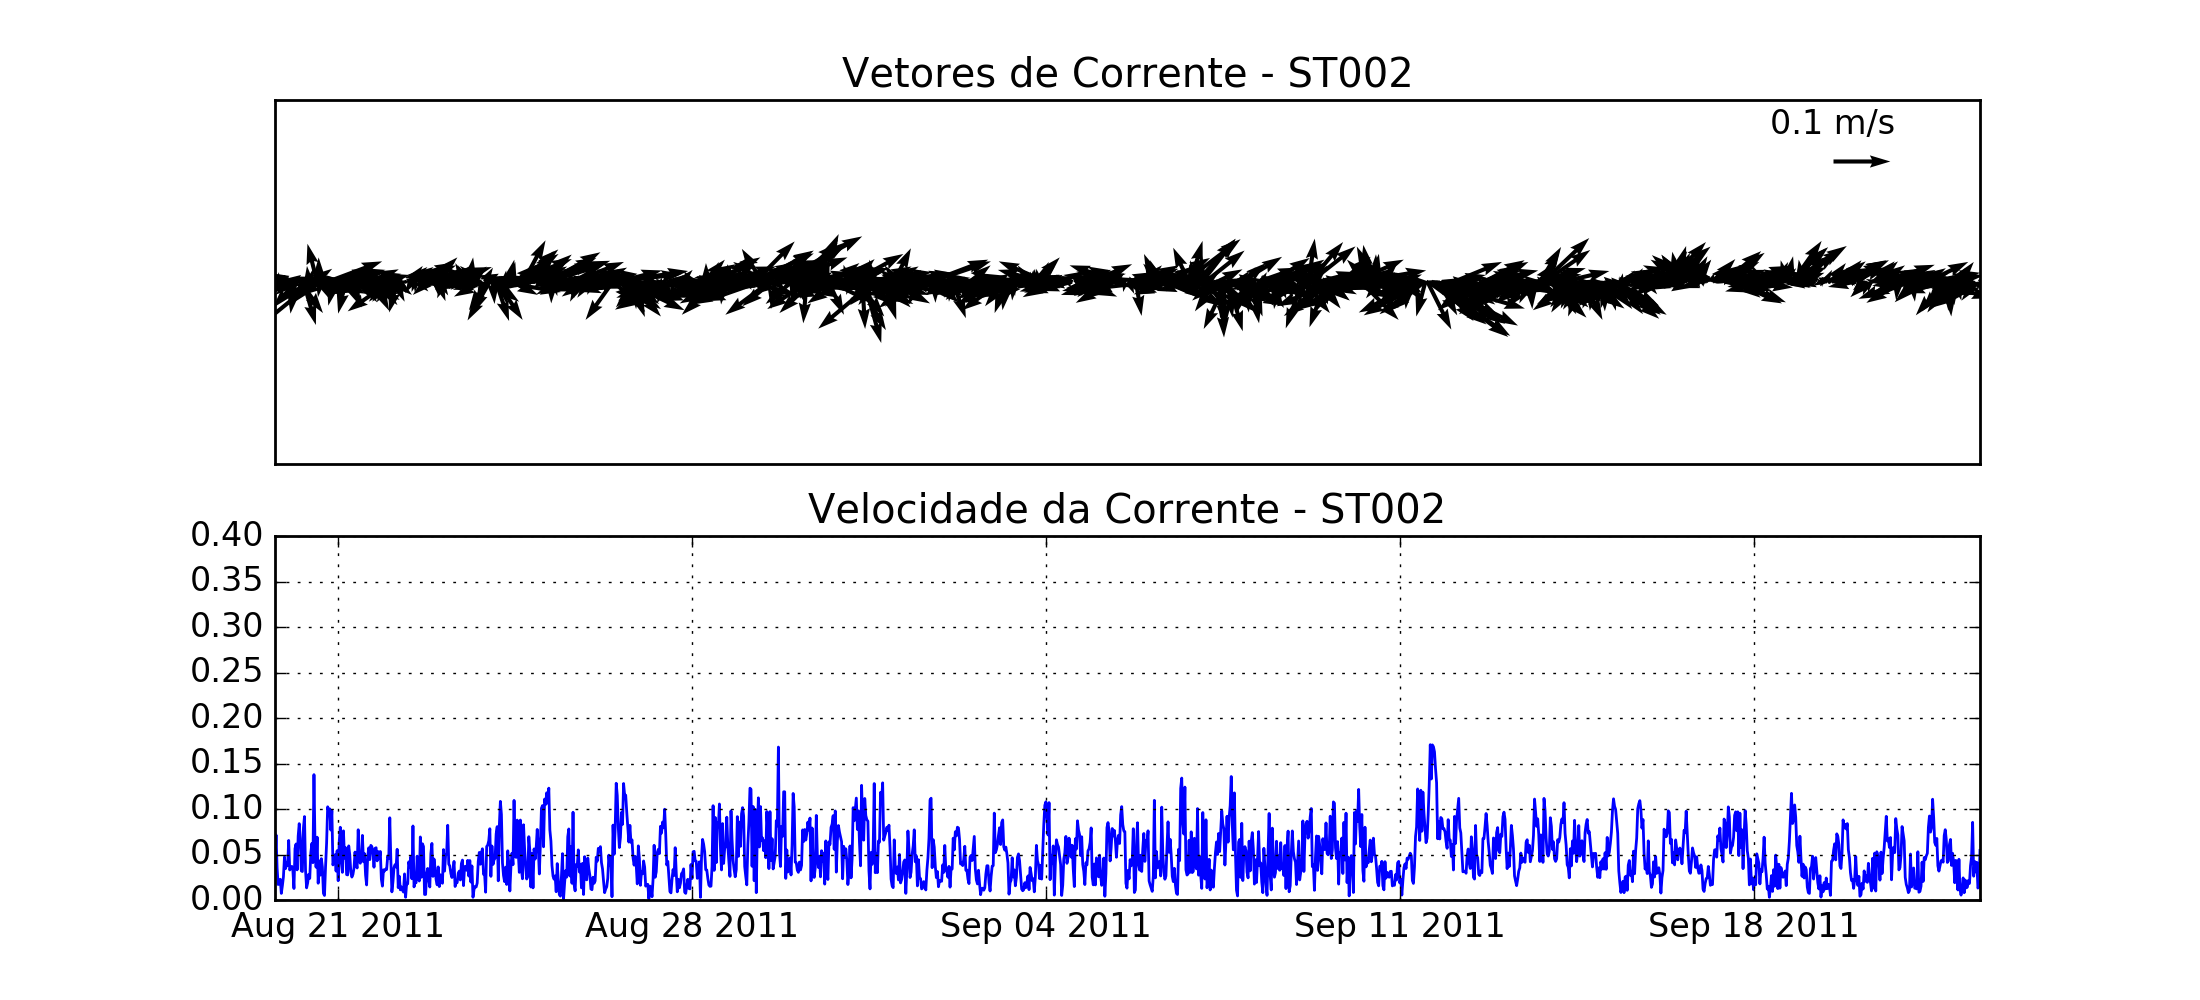 Vetores de Corrente - ST002
0.1 m/s
Velocidade da Corrente - ST002
0.40
0.35
0.30
0.25
0.20
0.15
0.10
0.05
0.00
Aug 21 2011 Aug 28 2011 Sep 04 2011 Sep 11 2011 Sep 18 2011